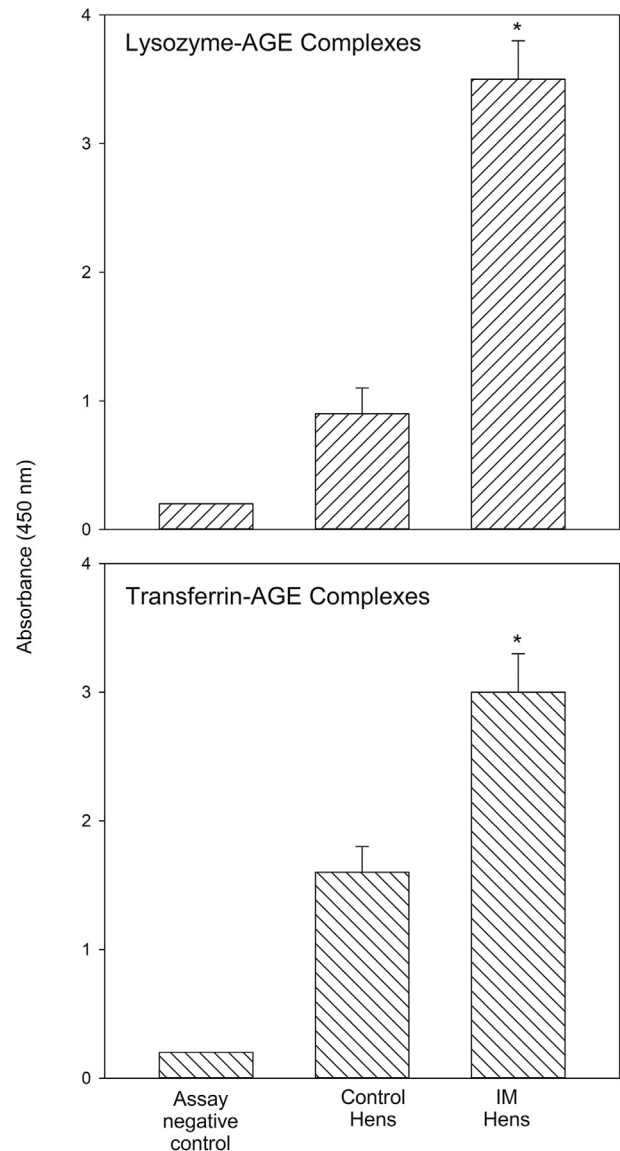 4
Lysozyme-AGE Complexes
*
3
2
1
0
Absorbance (450 nm)
4
Transferrin-AGE Complexes
*
3
2
1
0
Assay
negative
control
Control
Hens
IM
Hens